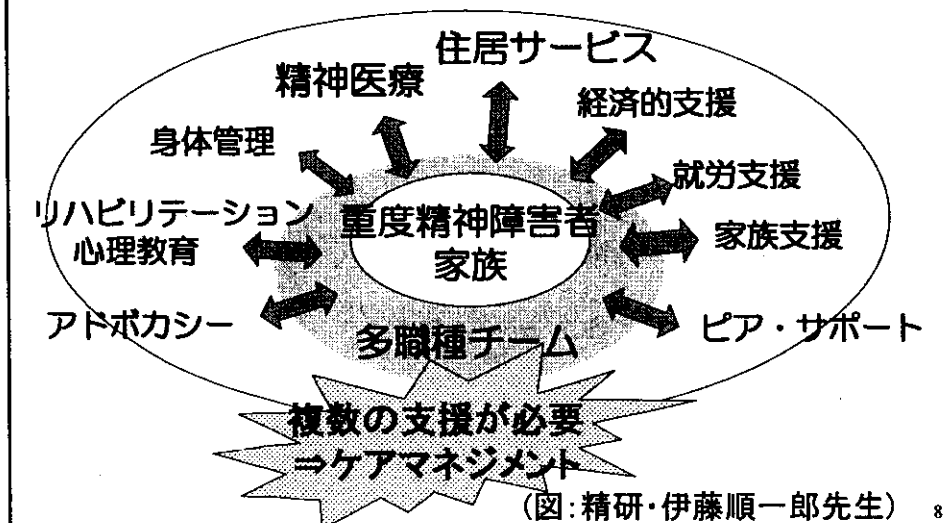 住居サービス
精神医療
経済的支援
身体管理
就労支援
リハビリテーション
心理教育
重度精神障害者
家族
家族支援
アドボカシー
多職種チーム
ピア・サポート
複数の支援が必要
⇒ケアマネジメント
(図:精研・伊藤順一郎先生)
8